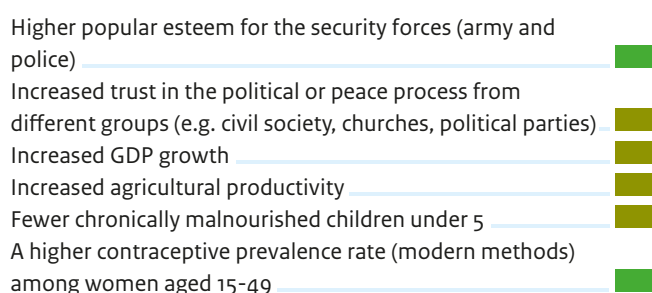 Higher popular esteem for the security forces (army and
police)
Increased trust in the political or peace process from
different groups (e.g. civil society, churches, political parties)
Increased GDP growth
Increased agricultural productivity
Fewer chronically malnourished children under 5
A higher contraceptive prevalence rate (modern methods)
among women aged 15-49